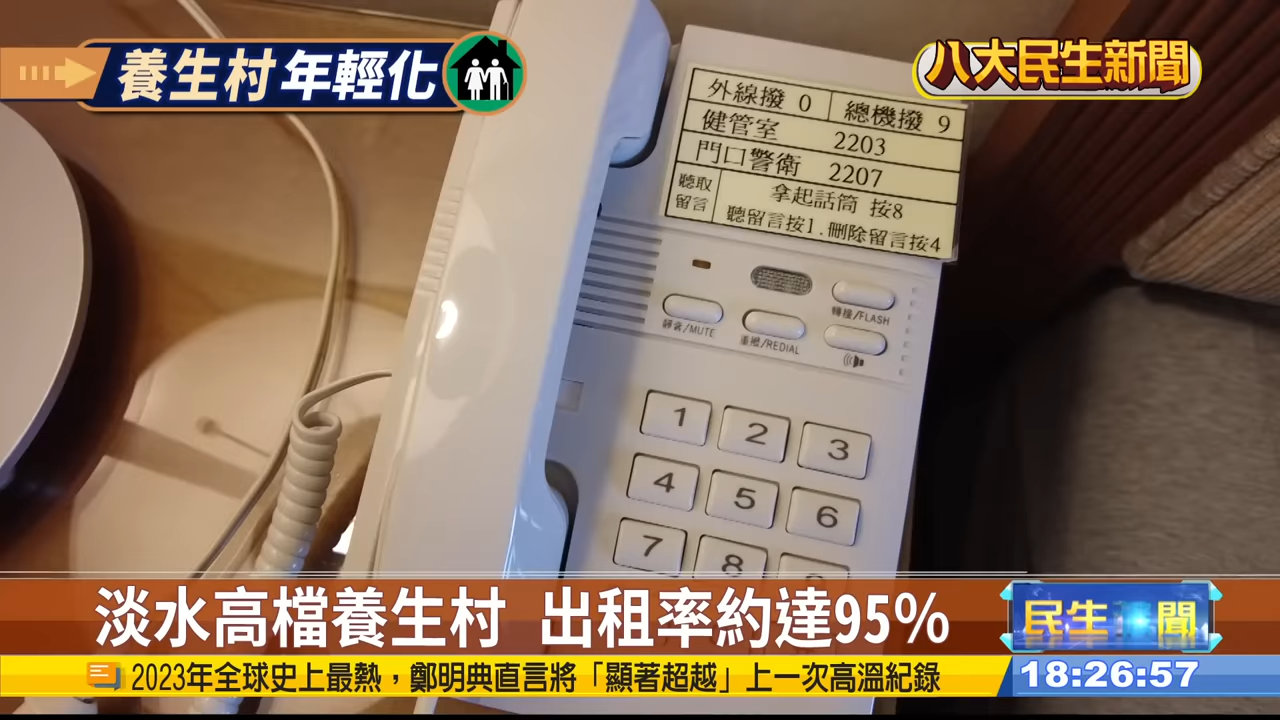 養生村 年輕化
八大民生新聞
外線撥 0 總機撥 9
健管室 2203
門口警衛 2207
聽取留言 拿起話筒 按8
聽留言按1.刪除留言按4
靜音/MUTE 重撥/REDIAL 轉接/FLASH
1 2 3
4 5 6
7 8 9
淡水高檔養生村 出租率約達95%
民生 聞
2023年全球史上最熱，鄭明典直言將「顯著超越」上一次高溫紀錄
18:26:57